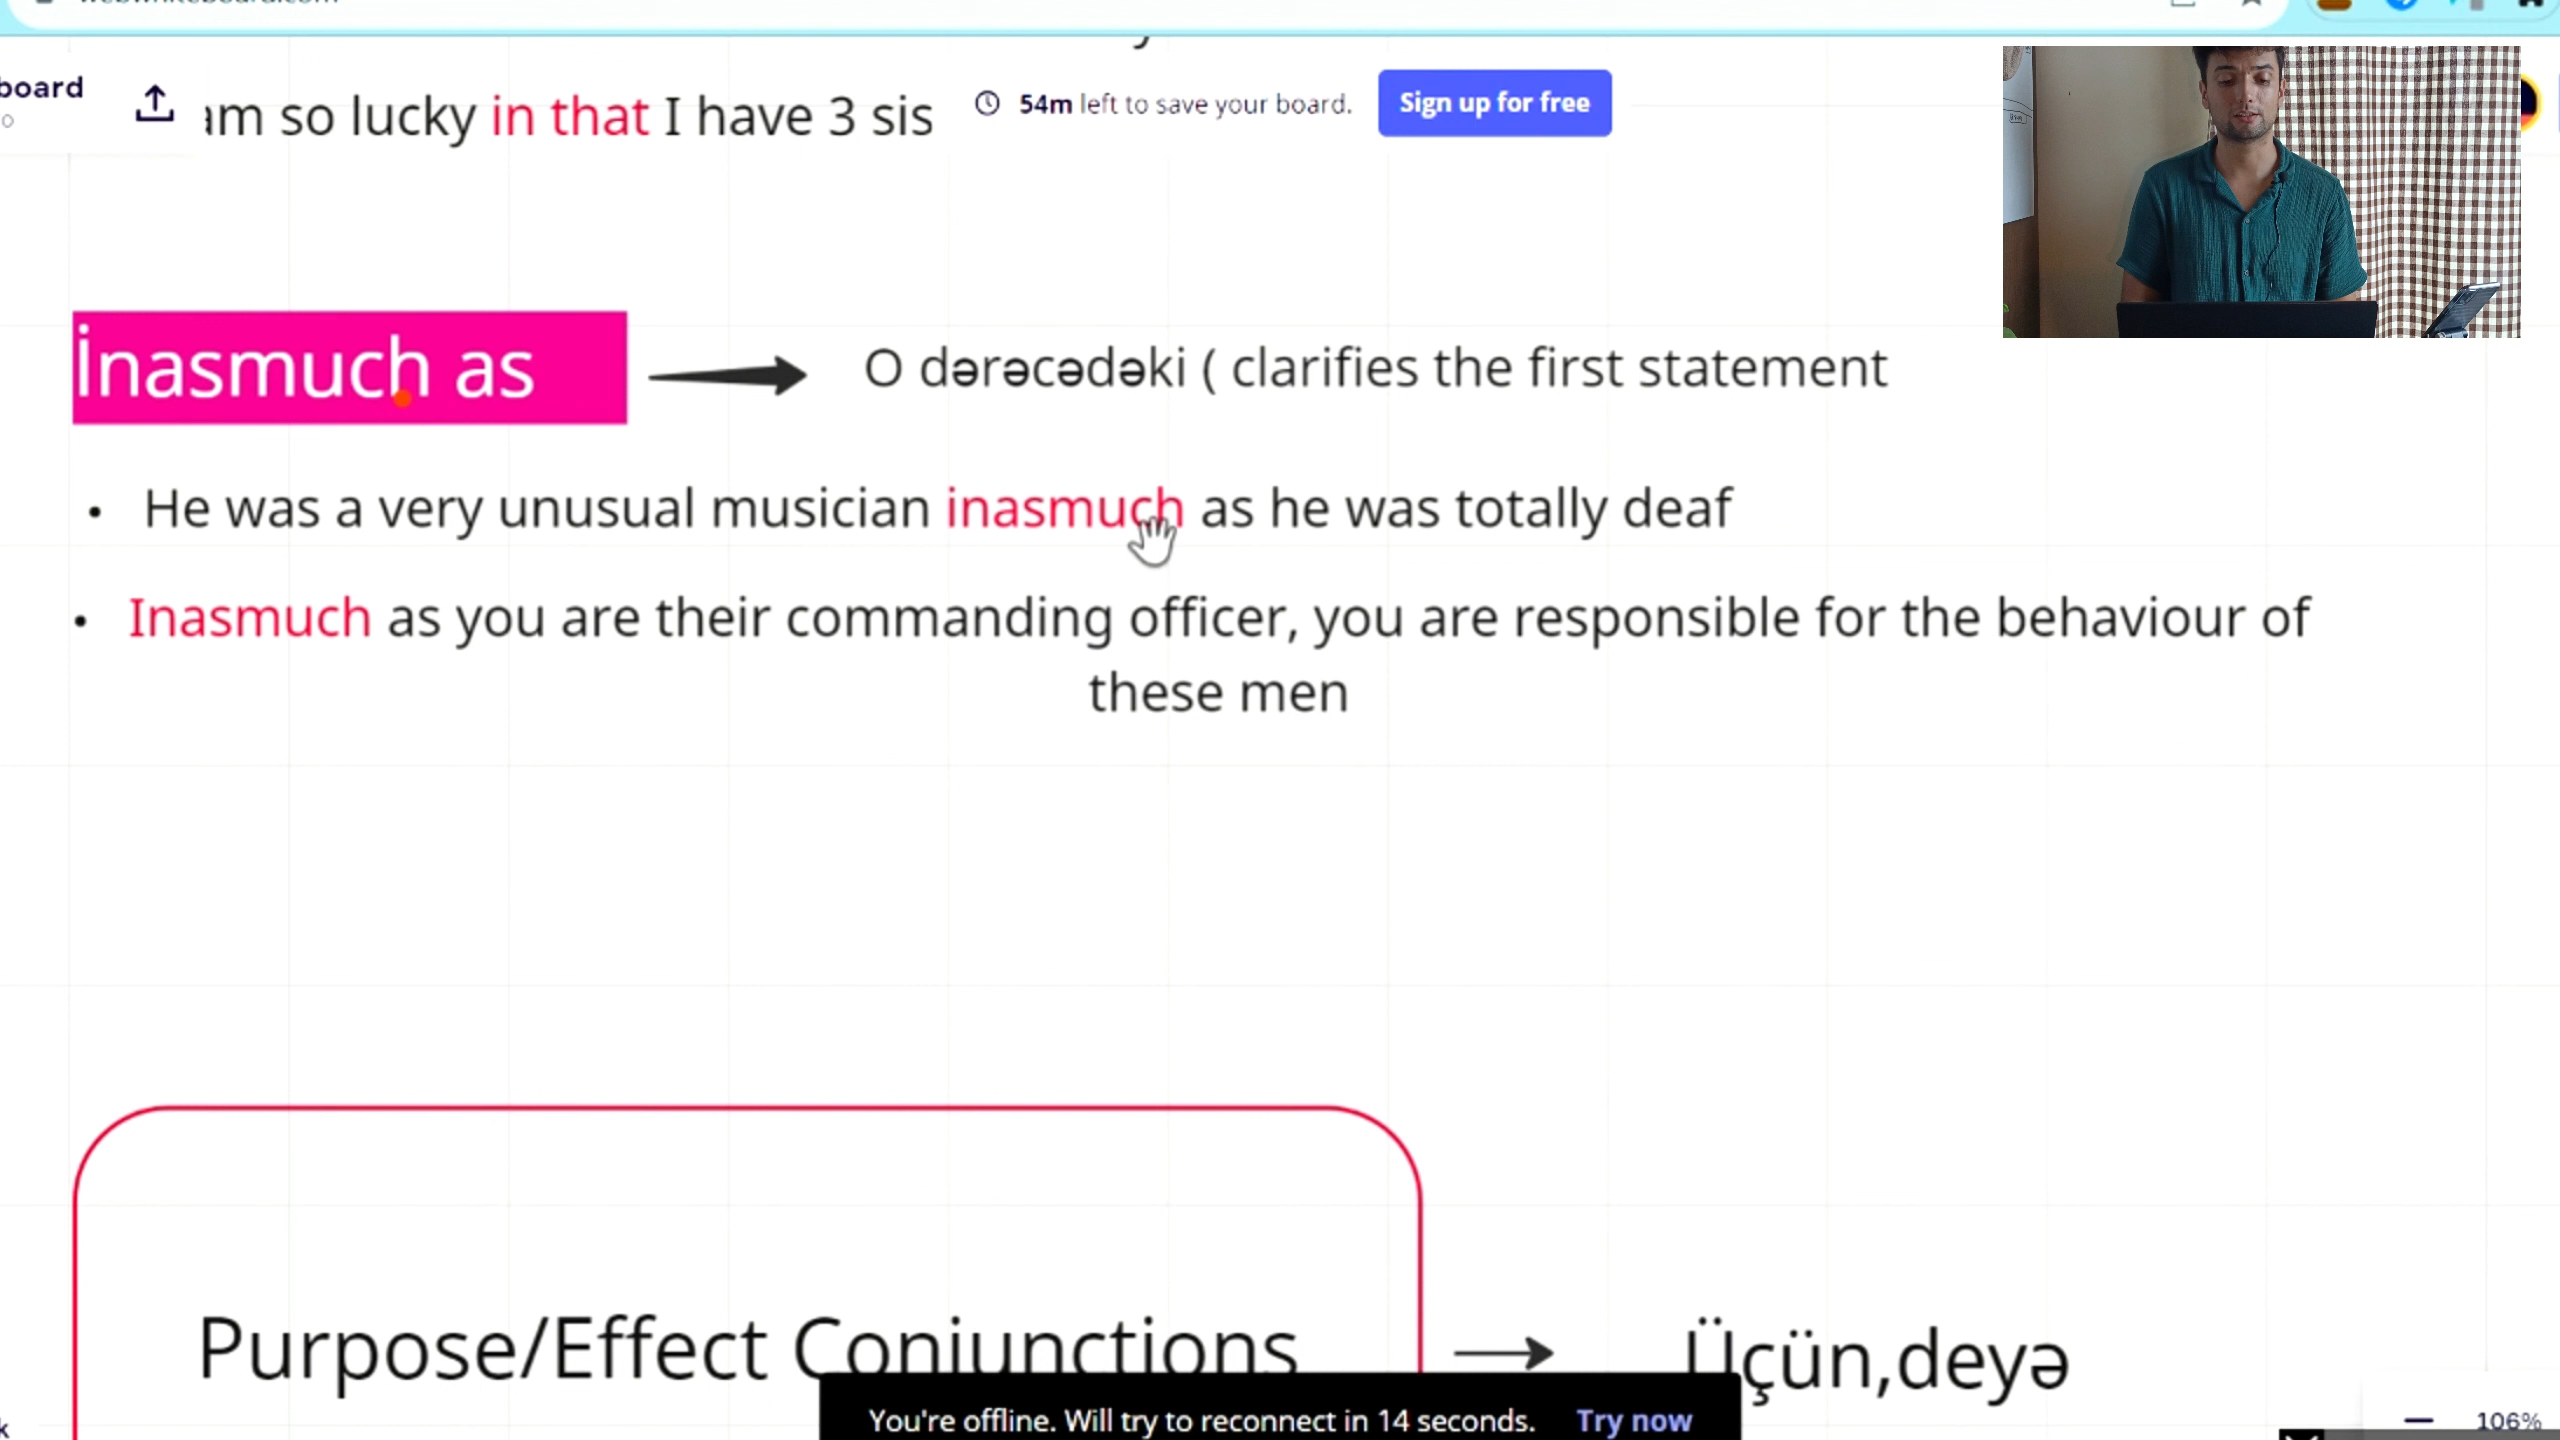 board
am so lucky in that I have 3 sis
54m left to save your board.
Sign up for free
İnasmuch as
O dərəcədəki ( clarifies the first statement
• He was a very unusual musician inasmuch as he was totally deaf
• Inasmuch as you are their commanding officer, you are responsible for the behaviour of
these men
Purpose/Effect Conjunctions
Üçün,deyə
You're offline. Will try to reconnect in 14 seconds. Try now
106%